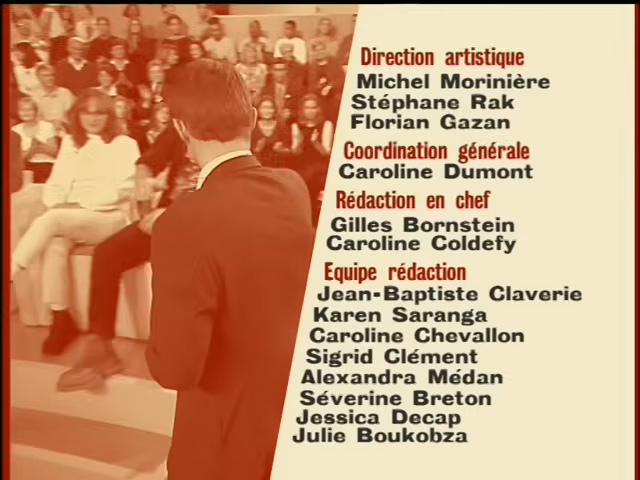 Direction artistique
Michel Morinière
Stéphane Rak
Florian Gazan
Coordination générale
Caroline Dumont
Rédaction en chef
Gilles Bornstein
Caroline Coldefy
Equipe rédaction
Jean-Baptiste Claverie
Karen Saranga
Caroline Chevallon
Sigrid Clément
Alexandra Médan
Séverine Breton
Jessica Decap
Julie Boukobza